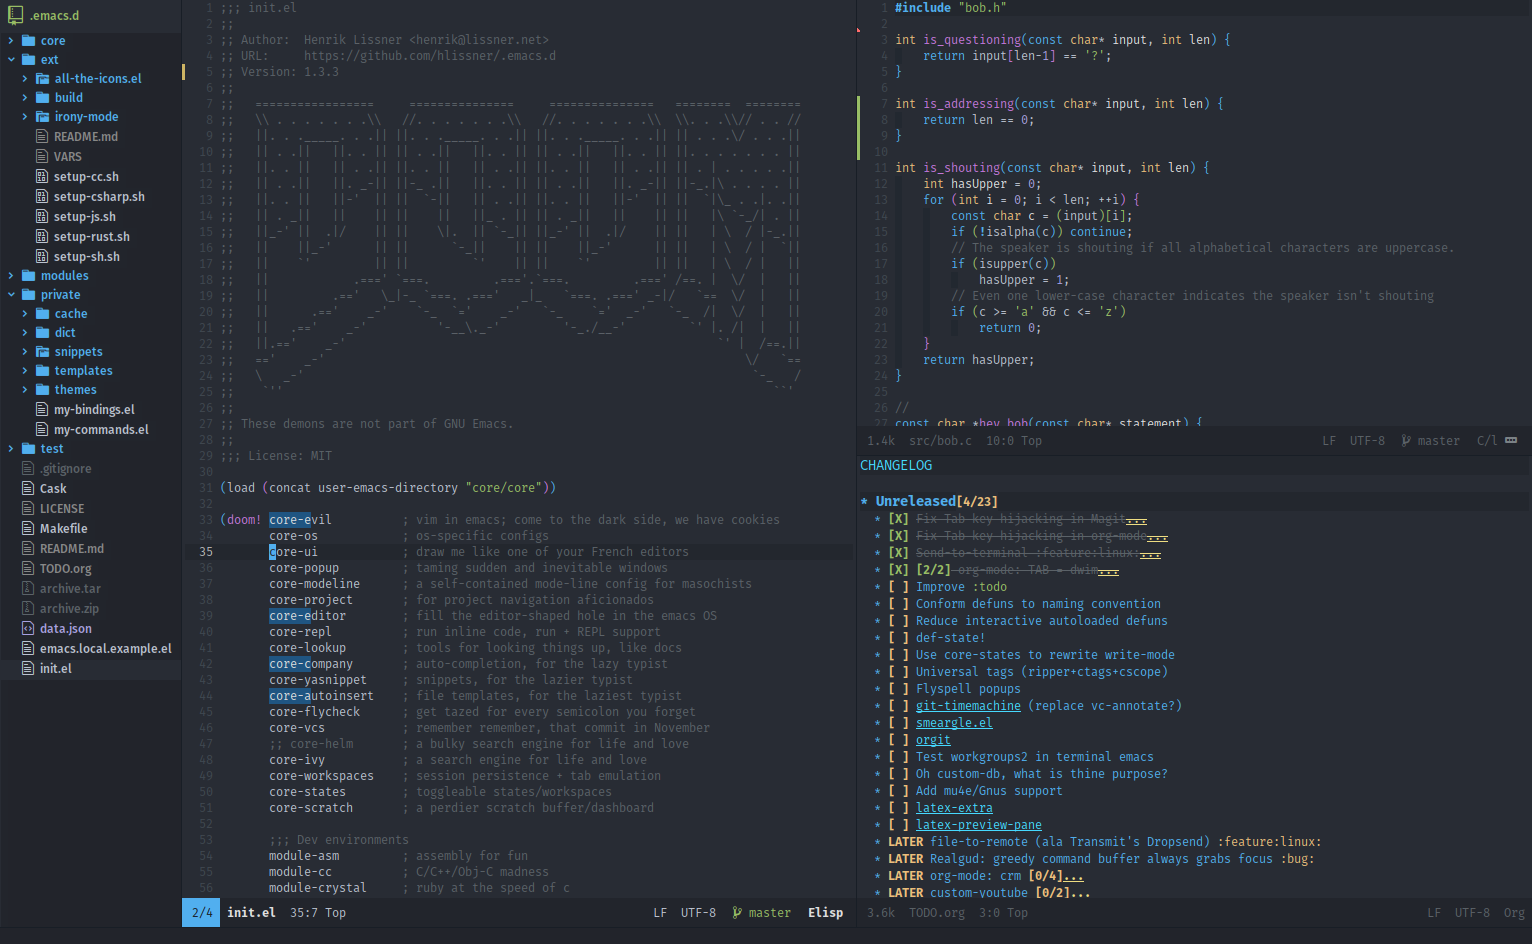 .emacs.d
core
ext
all-the-icons.el
build
irony-mode
README.md
VARS
setup-cc.sh
setup-csharp.sh
setup-js.sh
setup-rust.sh
setup-sh.sh
modules
private
cache
dict
snippets
templates
themes
my-bindings.el
my-commands.el
test
.gitignore
Cask
LICENSE
Makefile
README.md
TODO.org
archive.tar
archive.zip
data.json
emacs.local.example.el
init.el
1 ;;; init.el
2 ;;
3 ;; Author:  Henrik Lissner <henrik@lissner.net>
4 ;; URL:     https://github.com/hlissner/.emacs.d
5 ;; Version: 1.3.3
6 ;;
26 ;;
27 ;; These demons are not part of GNU Emacs.
28 ;;
29 ;;; License: MIT
30
31 (load (concat user-emacs-directory "core/core"))
32
33 (doom! core-evil          ; vim in emacs; come to the dark side, we have cookies
34        core-os            ; os-specific configs
35        core-ui            ; draw me like one of your French editors
36        core-popup         ; taming sudden and inevitable windows
37        core-modeline      ; a self-contained mode-line config for masochists
38        core-project       ; for project navigation aficionados
39        core-editor        ; fill the editor-shaped hole in the emacs OS
40        core-repl          ; run inline code, run + REPL support
41        core-lookup        ; tools for looking things up, like docs
42        core-company       ; auto-completion, for the lazy typist
43        core-yasnippet     ; snippets, for the lazier typist
44        core-autoinsert    ; file templates, for the laziest typist
45        core-flycheck      ; get tazed for every semicolon you forget
46        core-vcs           ; remember remember, that commit in November
47        ;; core-helm       ; a bulky search engine for life and love
48        core-ivy           ; a search engine for life and love
49        core-workspaces    ; session persistence + tab emulation
50        core-states        ; toggleable states/workspaces
51        core-scratch       ; a perdier scratch buffer/dashboard
52
53        ;;; Dev environments
54        module-asm         ; assembly for fun
55        module-cc          ; C/C++/Obj-C madness
56        module-crystal     ; ruby at the speed of c
2/4 init.el 35:7 Top LF UTF-8 master Elisp
1 #include "bob.h"
2
3 int is_questioning(const char* input, int len) {
4     return input[len-1] == '?';
5 }
6
7 int is_addressing(const char* input, int len) {
8     return len == 0;
9 }
10
11 int is_shouting(const char* input, int len) {
12     int hasUpper = 0;
13     for (int i = 0; i < len; ++i) {
14         const char c = (input)[i];
15         if (!isalpha(c)) continue;
16         // The speaker is shouting if all alphabetical characters are uppercase.
17         if (isupper(c))
18             hasUpper = 1;
19         // Even one lower-case character indicates the speaker isn't shouting
20         if (c >= 'a' && c <= 'z')
21             return 0;
22     }
23     return hasUpper;
24 }
25
26 //
27 const char *hey_bob(const char* statement) {
1.4k src/bob.c 10:0 Top LF UTF-8 master C/l
CHANGELOG
* Unreleased[4/23]
* [X] Fix Tab key hijacking in Magit...
* [X] Fix Tab key hijacking in org-mode...
* [X] Send-to-terminal :feature:linux:...
* [X] [2/2] org-mode: TAB = dwim...
* [ ] Improve :todo
* [ ] Conform defuns to naming convention
* [ ] Reduce interactive autoloaded defuns
* [ ] def-state!
* [ ] Use core-states to rewrite write-mode
* [ ] Universal tags (ripper+ctags+cscope)
* [ ] Flyspell popups
* [ ] git-timemachine (replace vc-annotate?)
* [ ] smeargle.el
* [ ] orgit
* [ ] Test workgroups2 in terminal emacs
* [ ] Oh custom-db, what is thine purpose?
* [ ] Add mu4e/Gnus support
* [ ] latex-extra
* [ ] latex-preview-pane
* LATER file-to-remote (ala Transmit's Dropsend) :feature:linux:
* LATER Realgud: greedy command buffer always grabs focus :bug:
* LATER org-mode: crm [0/4]...
* LATER custom-youtube [0/2]...
3.6k TODO.org 3:0 Top LF UTF-8 Org